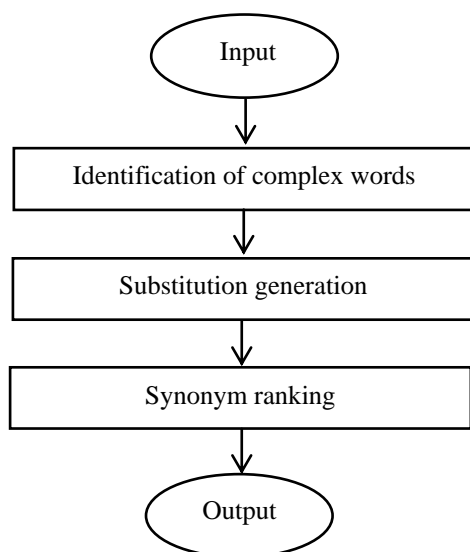 Input
Identification of complex words
Substitution generation
Synonym ranking
Output